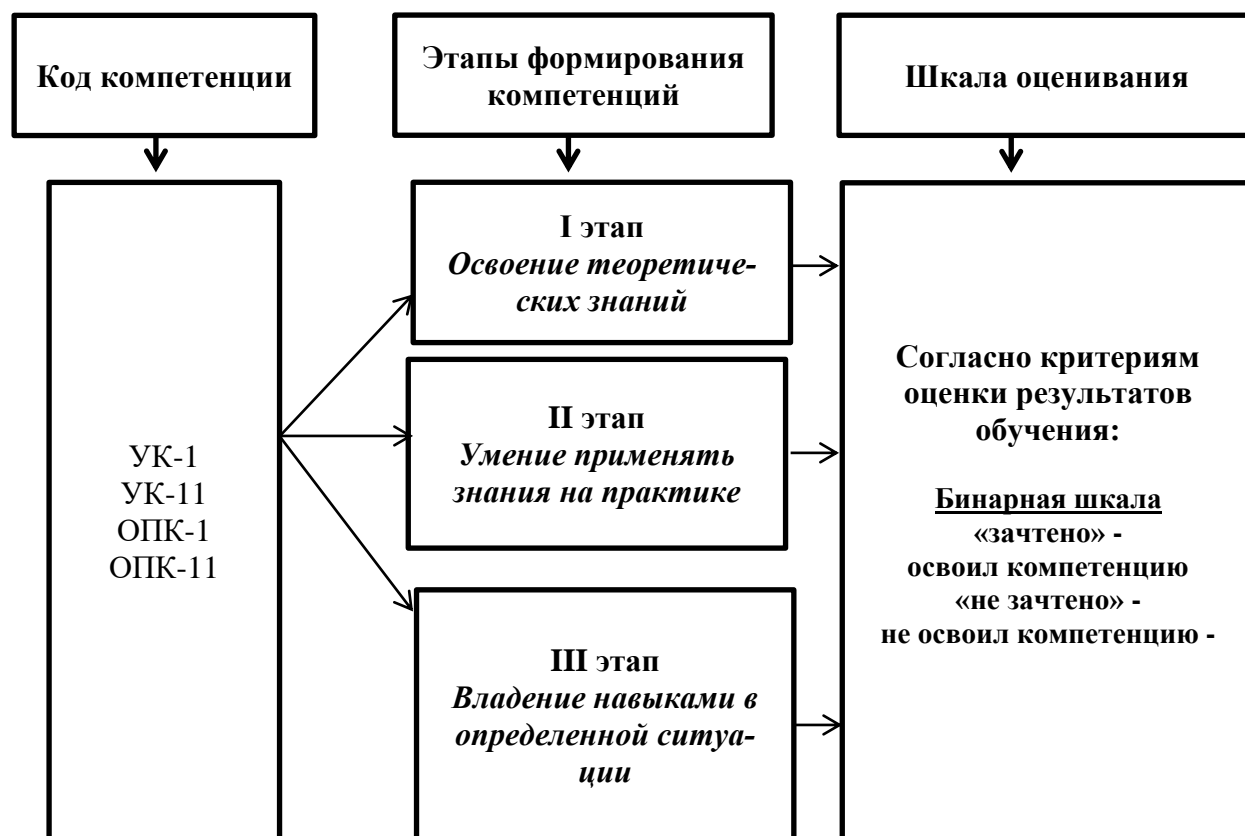 Код компетенции
Этапы формирования
компетенций
Шкала оценивания
УК-1
УК-11
ОПК-1
ОПК-11
I этап
Освоение теоретиче-
ских знаний
II этап
Умение применять
знания на практике
III этап
Владение навыками в
определенной ситуа-
ции
Согласно критериям
оценки результатов
обучения:
Бинарная шкала
«зачтено» -
освоил компетенцию
«не зачтено» -
не освоил компетенцию -